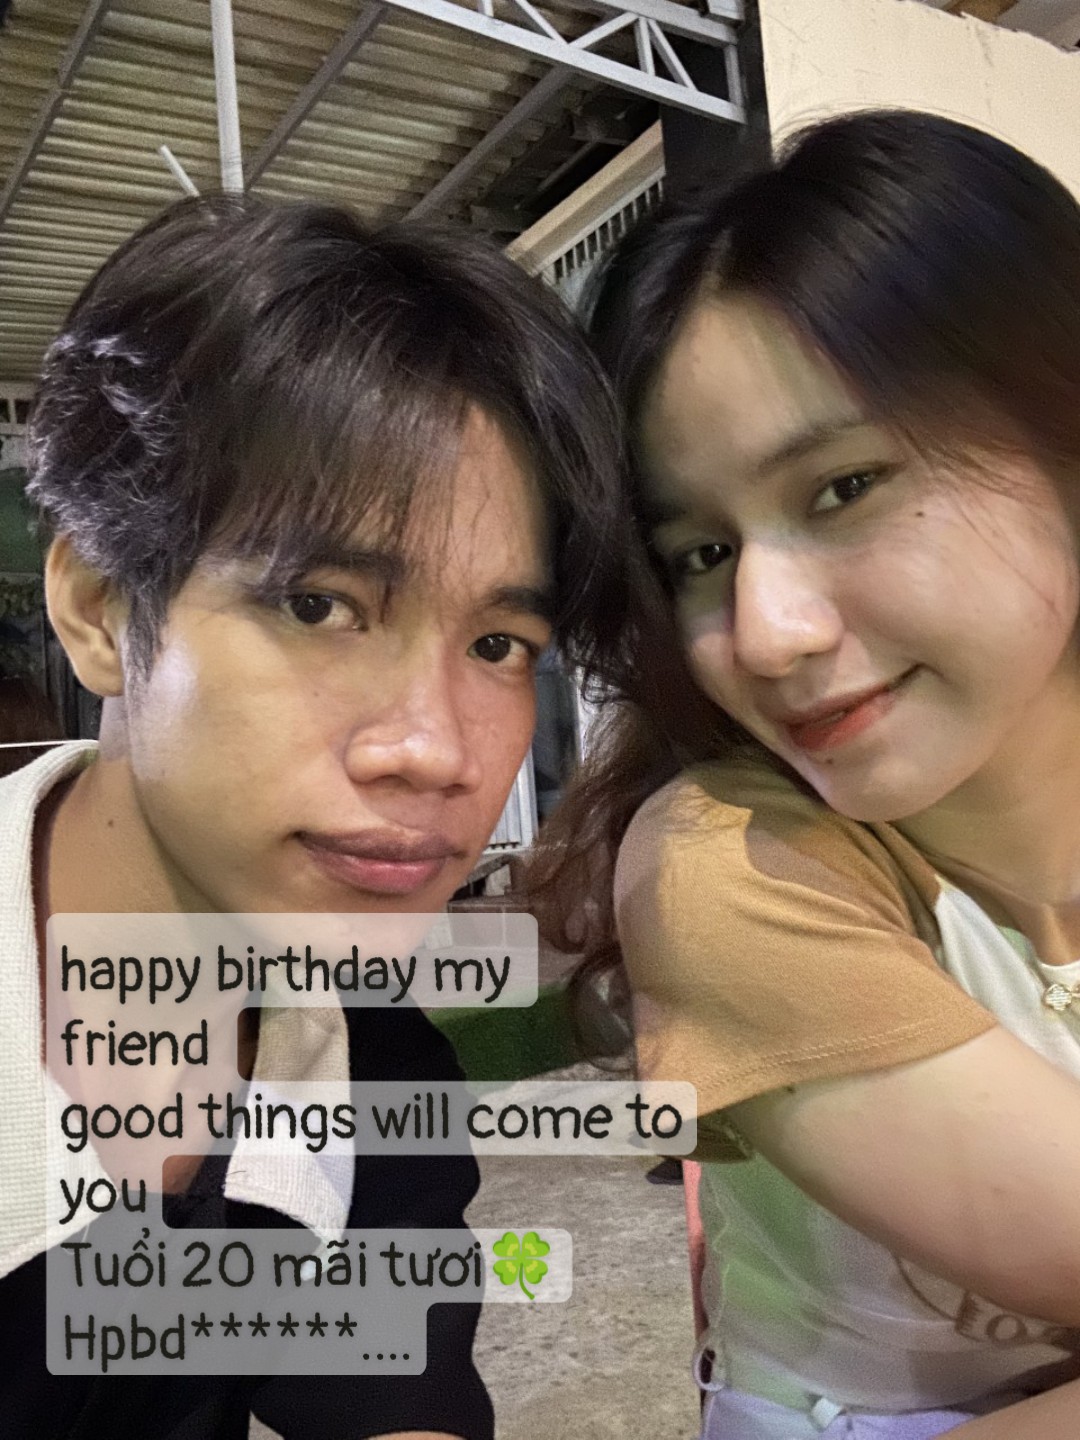 happy birthday my
friend
good things will come to
you
Tuổi 20 mãi tươi🍀
Hpbd******....